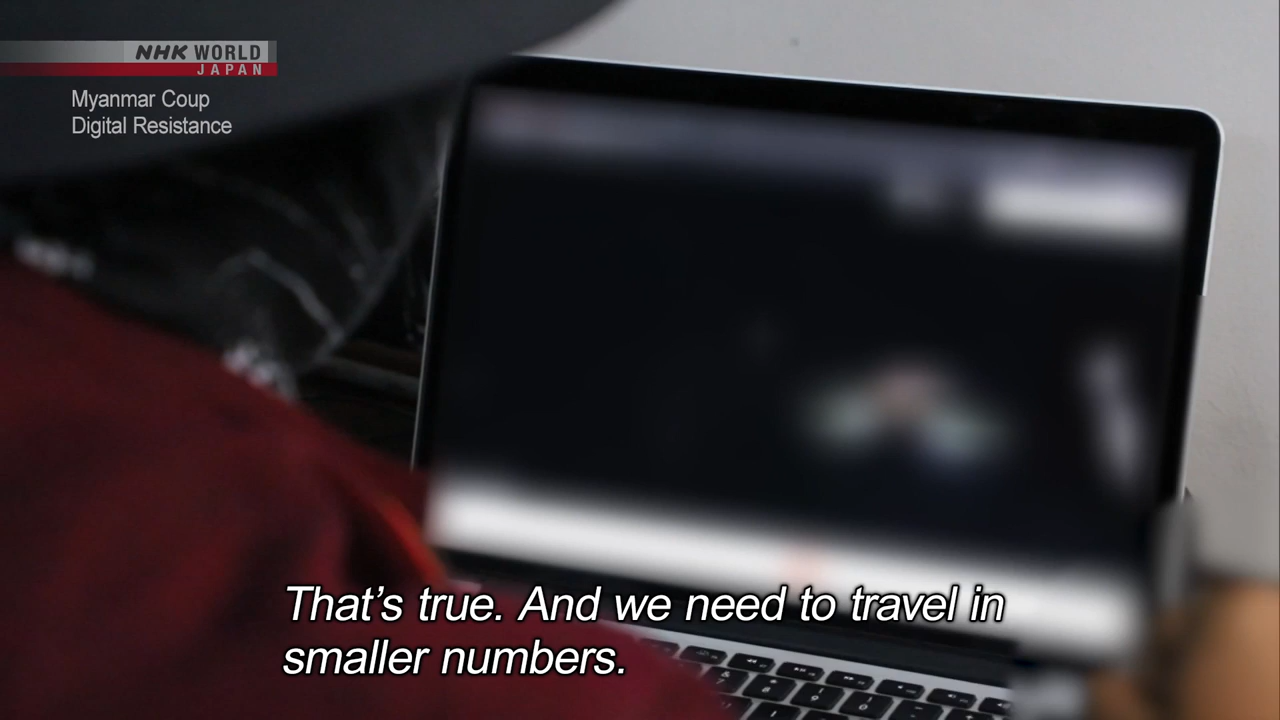 NHK WORLD
JAPAN
Myanmar Coup
Digital Resistance
That's true. And we need to travel in
smaller numbers.